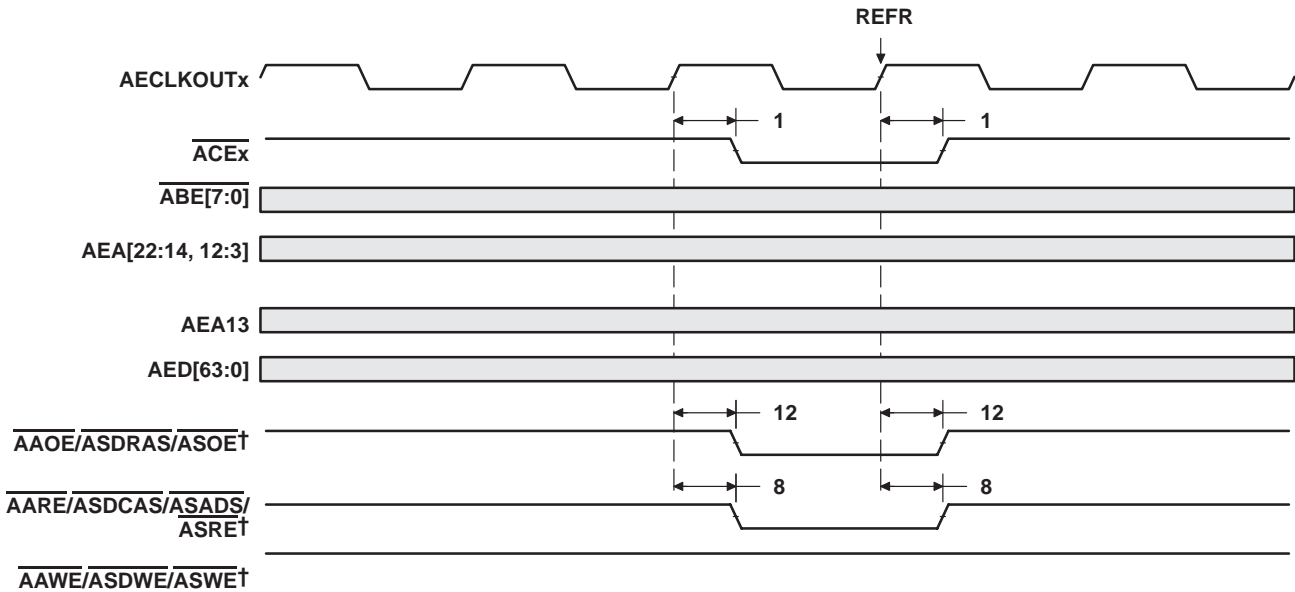 REFR
AECLKOUTx
1 1
ACEx
ABE[7:0]
AEA[22:14, 12:3]
AEA13
AED[63:0]
12 12
AAOE/ASDRAS/ASOE†
8 8
AARE/ASDCAS/ASADS/
ASRE†
AAWE/ASDWE/ASWE†